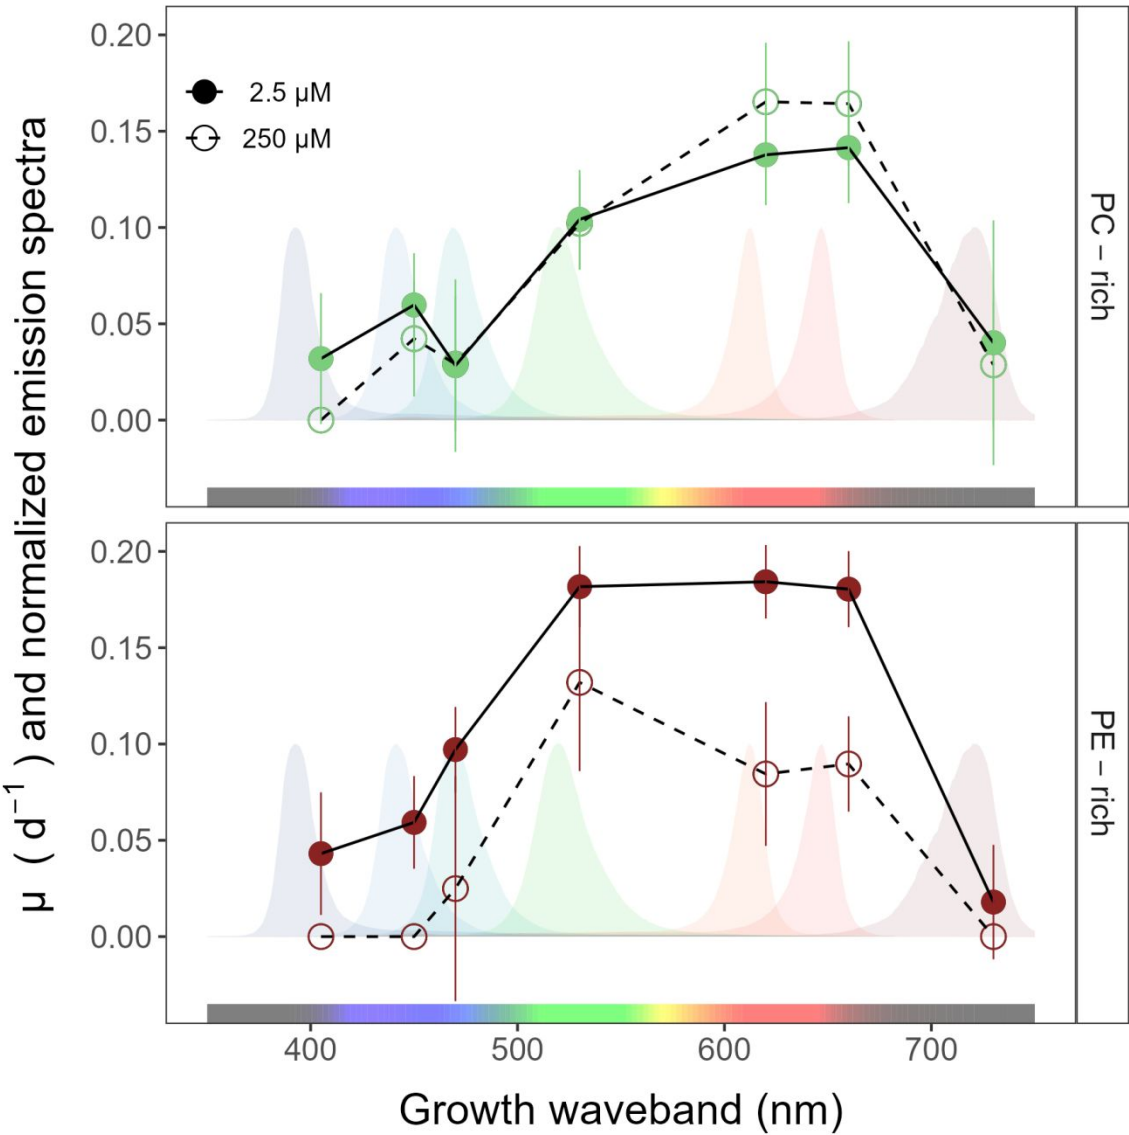 μ ( d⁻¹ ) and normalized emission spectra
0.20
0.15
0.10
0.05
0.00
2.5 μM
250 μM
PC – rich
0.20
0.15
0.10
0.05
0.00
PE – rich
400 500 600 700
Growth waveband (nm)